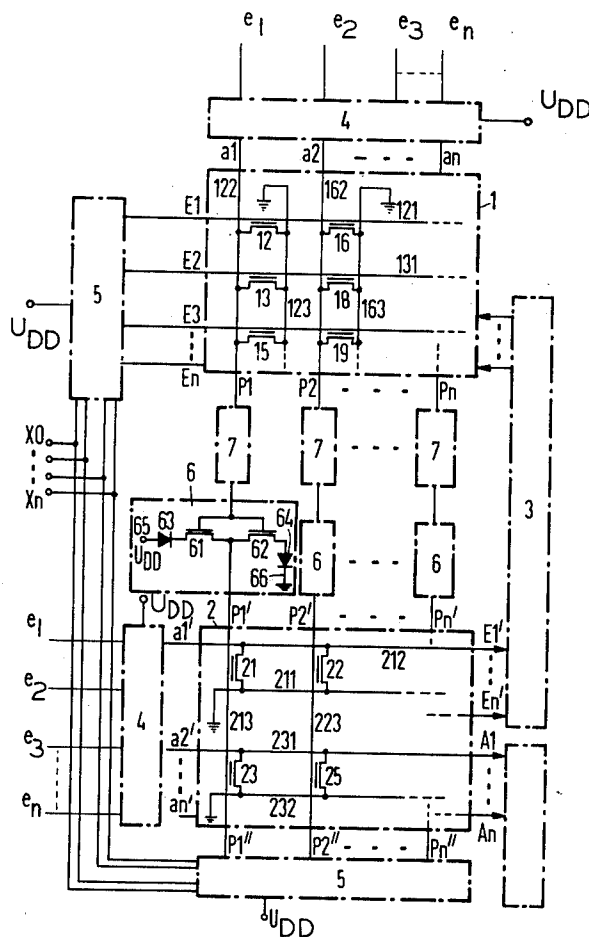 e1 e2 e3 en
4 UDD
a1 a2 an
122 162 1
E1 121
12 16
5 E2 131
13 123 18 163
UDD E3
15 19
En P1 P2 Pn
7 7 7
X0
Xn
6 3
65 63 64
UDD 61 62 6 6
66
UDD P1' 2 P2' Pn'
e1 a1' E1'
21 22 212
e2 211 En'
4 213 223
e3 a2' 231 A1
23 25
en an' 232 An
P1" P2" Pn"
5
UDD